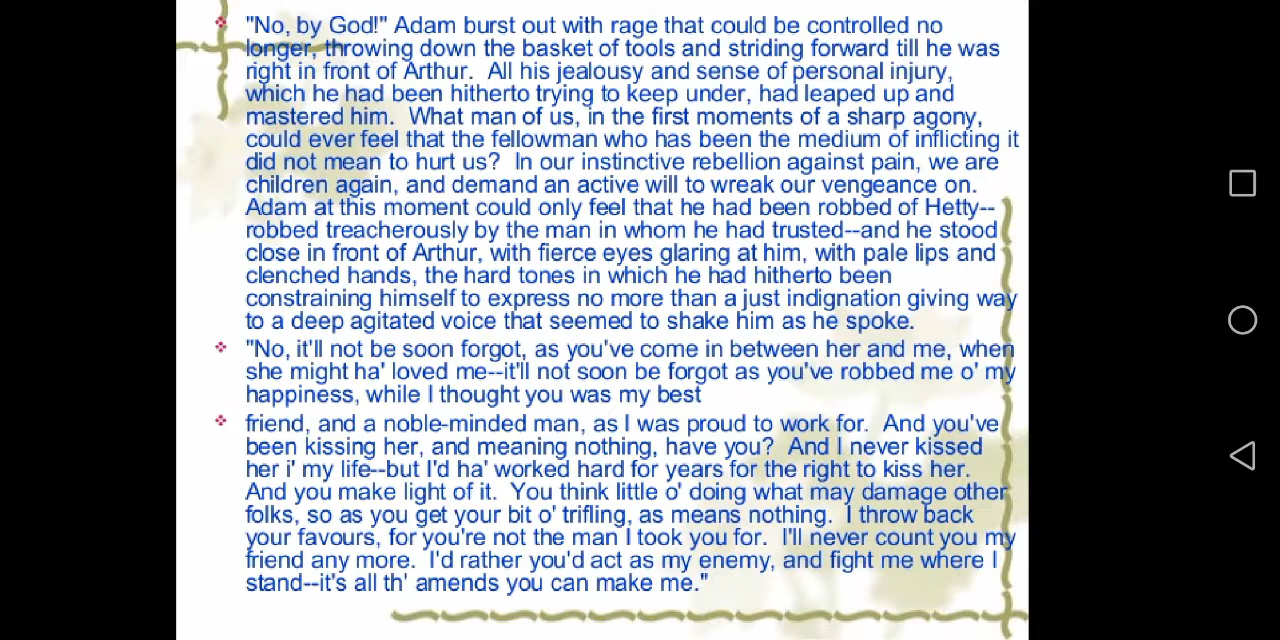 "No, by God!" Adam burst out with rage that could be controlled no
longer, throwing down the basket of tools and striding forward till he was
right in front of Arthur.  All his jealousy and sense of personal injury,
which he had been hitherto trying to keep under, had leaped up and
mastered him.  What man of us, in the first moments of a sharp agony,
could ever feel that the fellowman who has been the medium of inflicting it
did not mean to hurt us?  In our instinctive rebellion against pain, we are
children again, and demand an active will to wreak our vengeance on.
Adam at this moment could only feel that he had been robbed of Hetty--
robbed treacherously by the man in whom he had trusted--and he stood
close in front of Arthur, with fierce eyes glaring at him, with pale lips and
clenched hands, the hard tones in which he had hitherto been
constraining himself to express no more than a just indignation giving way
to a deep agitated voice that seemed to shake him as he spoke.
"No, it'll not be soon forgot, as you've come in between her and me, when
she might ha' loved me--it'll not soon be forgot as you've robbed me o' my
happiness, while I thought you was my best
friend, and a noble-minded man, as I was proud to work for.  And you've
been kissing her, and meaning nothing, have you?  And I never kissed
her i' my life--but I'd ha' worked hard for years for the right to kiss her.
And you make light of it.  You think little o' doing what may damage other
folks, so as you get your bit o' trifling, as means nothing.  I throw back
your favours, for you're not the man I took you for.  I'll never count you my
friend any more.  I'd rather you'd act as my enemy, and fight me where I
stand--it's all th' amends you can make me."